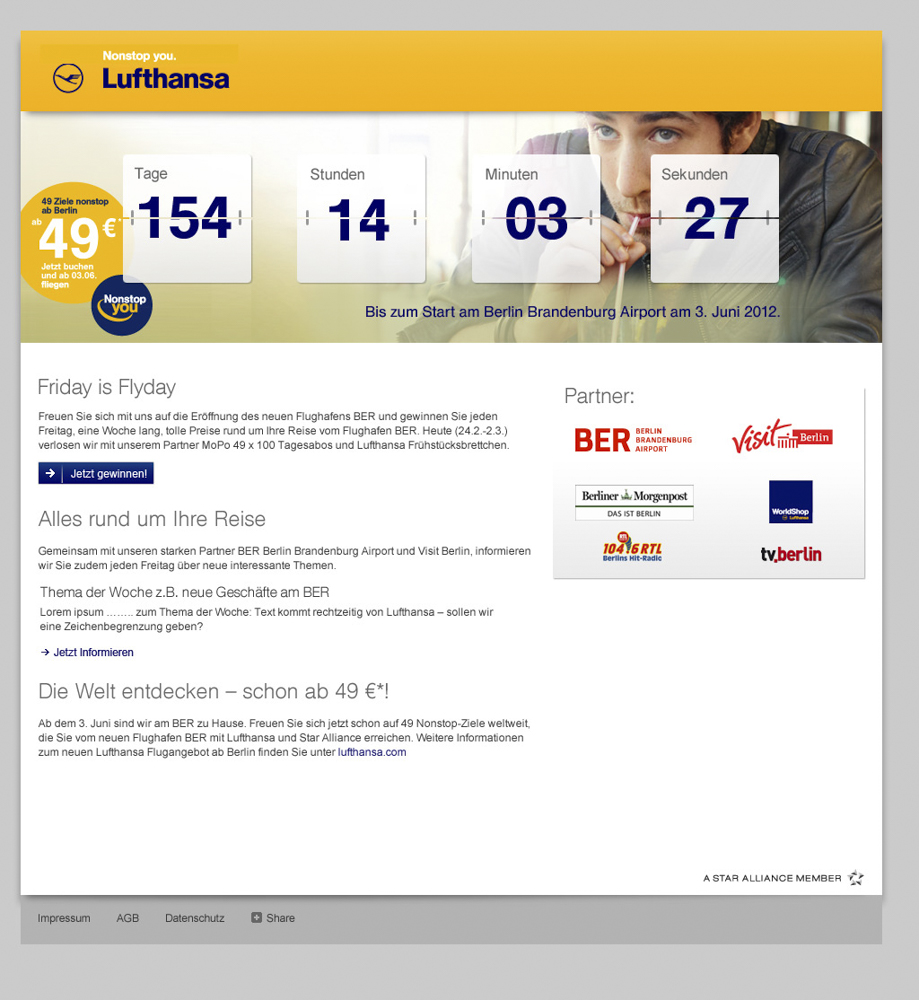 Nonstop you.
Lufthansa
Tage
154
Stunden
14
Minuten
03
Sekunden
27
49 Ziele nonstop
ab Berlin
ab
49 €*
Jetzt buchen
und ab 03.06.
fliegen
Nonstop
you
Bis zum Start am Berlin Brandenburg Airport am 3. Juni 2012.
Friday is Flyday
Freuen Sie sich mit uns auf die Eröffnung des neuen Flughafens BER und gewinnen Sie jeden
Freitag, eine Woche lang, tolle Preise rund um Ihre Reise vom Flughafen BER. Heute (24.2.-2.3.)
verlosen wir mit unserem Partner MoPo 49 x 100 Tagesabos und Lufthansa Frühstücksbrettchen.
Jetzt gewinnen!
Alles rund um Ihre Reise
Gemeinsam mit unseren starken Partner BER Berlin Brandenburg Airport und Visit Berlin, informieren
wir Sie zudem jeden Freitag über neue interessante Themen.
Thema der Woche z.B. neue Geschäfte am BER
Lorem ipsum …….. zum Thema der Woche: Text kommt rechtzeitig von Lufthansa – sollen wir
eine Zeichenbegrenzung geben?
Jetzt Informieren
Die Welt entdecken – schon ab 49 €*!
Ab dem 3. Juni sind wir am BER zu Hause. Freuen Sie sich jetzt schon auf 49 Nonstop-Ziele weltweit,
die Sie vom neuen Flughafen BER mit Lufthansa und Star Alliance erreichen. Weitere Informationen
zum neuen Lufthansa Flugangebot ab Berlin finden Sie unter lufthansa.com
Partner:
BER BERLIN
BRANDENBURG
AIRPORT
Visit Berlin
Berliner Morgenpost
DAS IST BERLIN
WorldShop
Lufthansa
104.6 RTL
Berlins Hit-Radio
tv.berlin
A STAR ALLIANCE MEMBER
Impressum
AGB
Datenschutz
Share